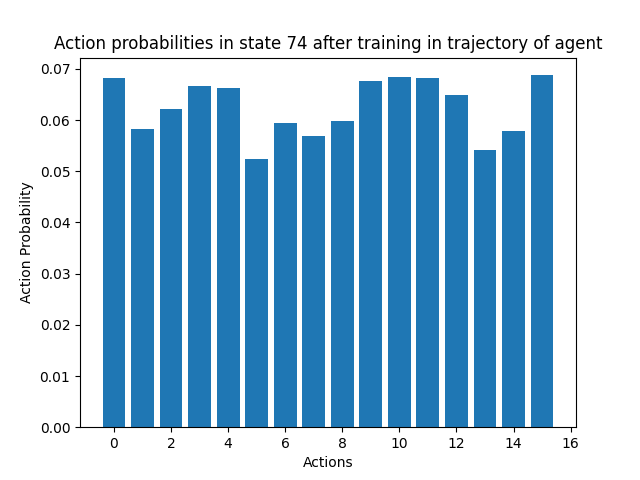 Action probabilities in state 74 after training in trajectory of agent
0.07
0.06
0.05
0.04
0.03
0.02
0.01
0.00
Action Probability
0 2 4 6 8 10 12 14 16
Actions